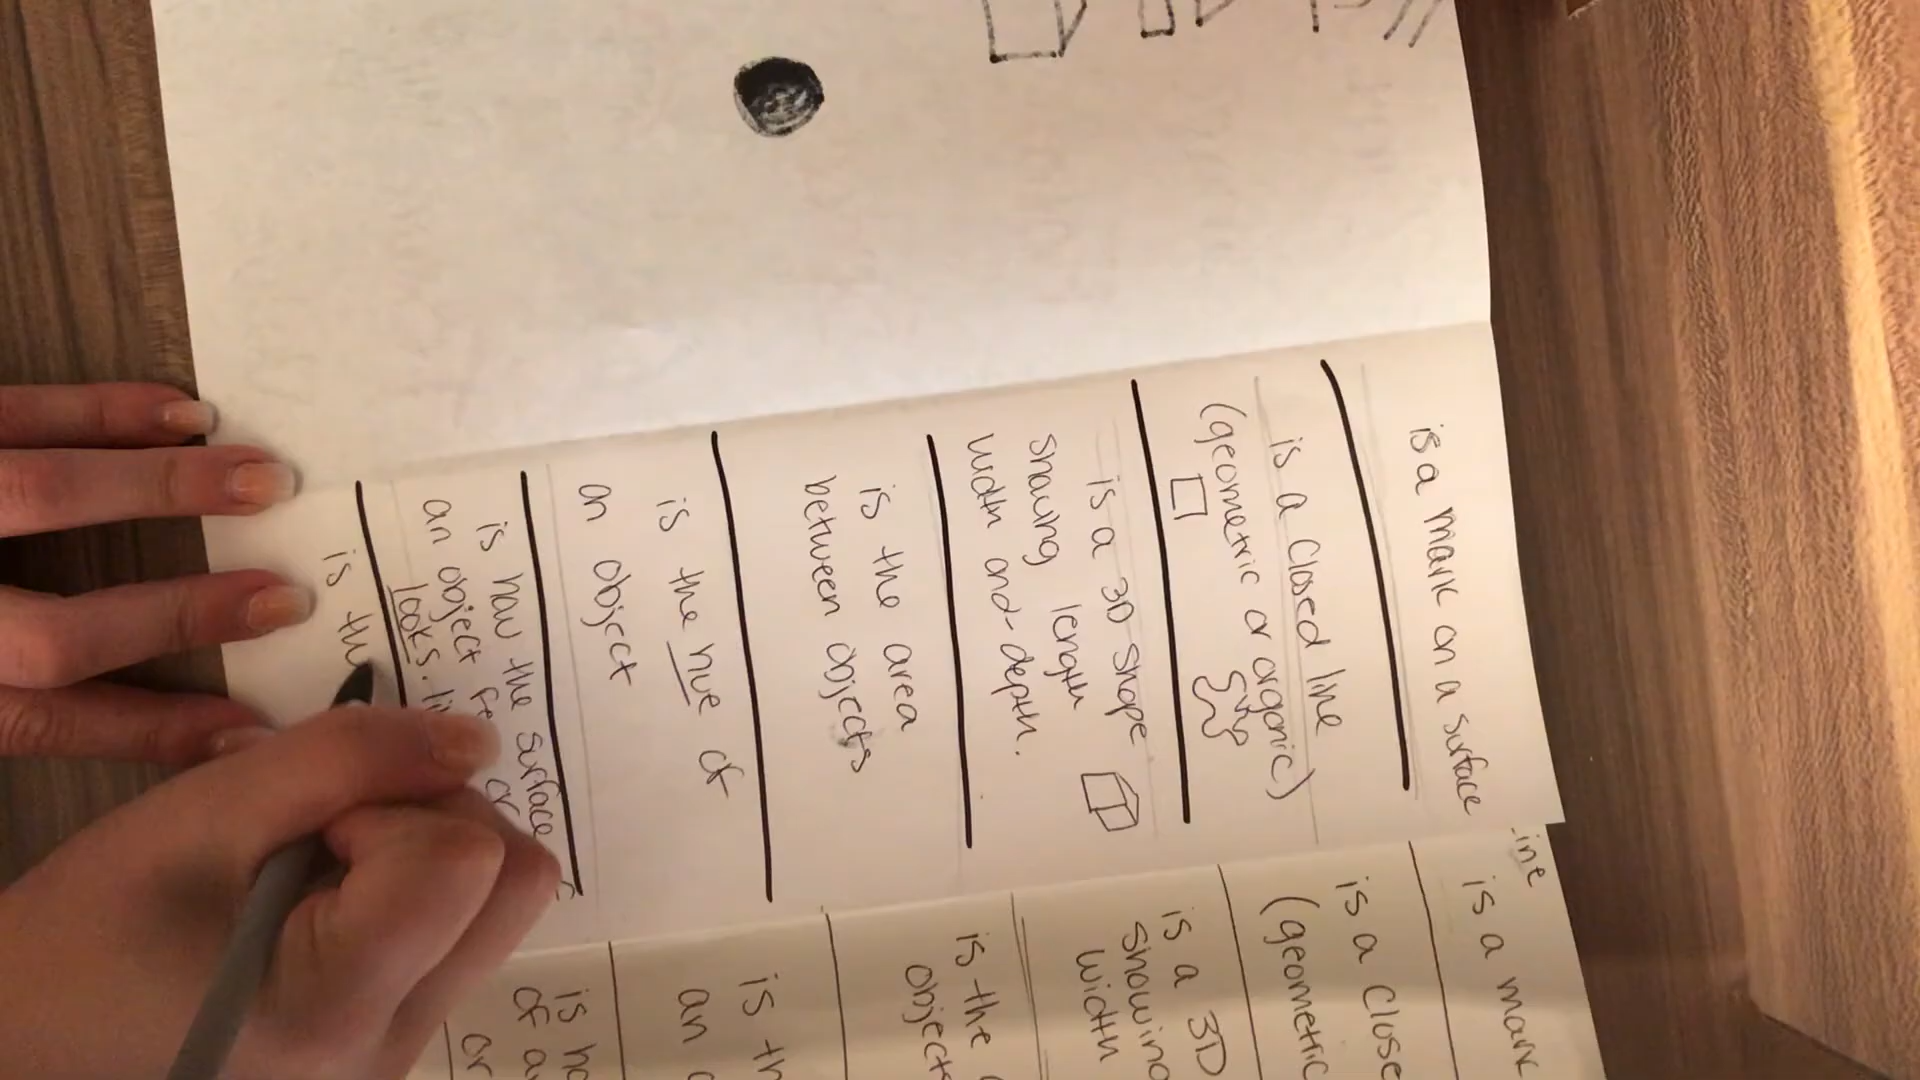 is a mark on a surface
is a closed line
(geometric or organic)
is a 3D shape
showing length
width and depth.
is the area
between objects
is the hue of
an object
is how the surface
an object or
looks.
is the
ine
is a mark
is a close
(geometric
is a 3D
showing
width
is the
objects
is th
an
is ho
of a
or